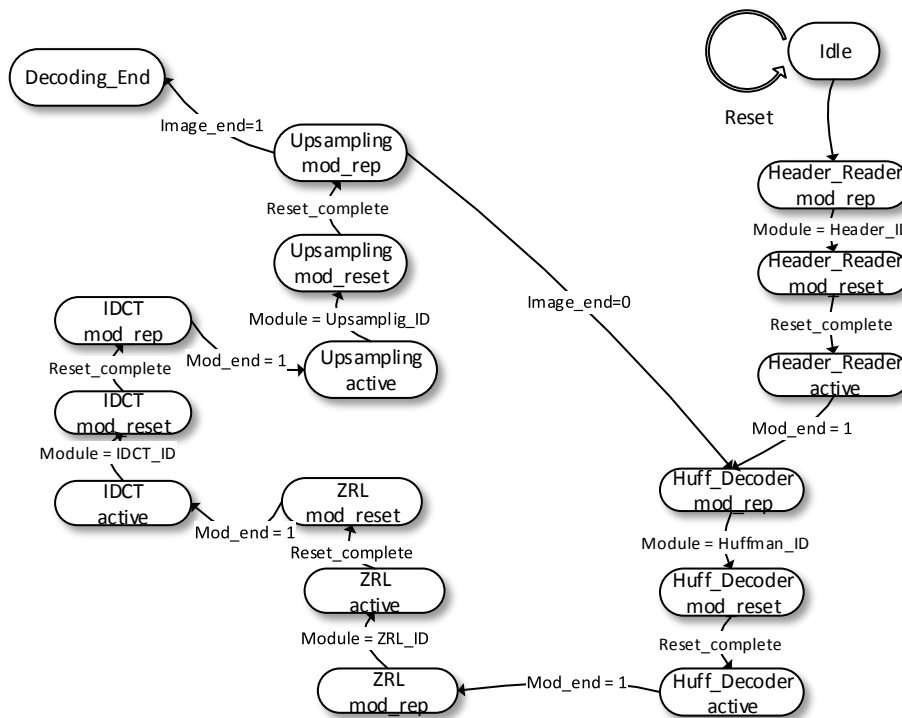 Idle
Decoding_End
Reset
Image_end=1
Upsampling
mod_rep
Header_Reader
mod_rep
Reset_complete
Module = Header_ID
Upsampling
mod_reset
Header_Reader
mod_reset
Image_end=0
IDCT
mod_rep
Module = Upsamplig_ID
Reset_complete
Mod_end = 1
Upsampling
active
Header_Reader
active
Reset_complete
IDCT
mod_reset
Mod_end = 1
Module = IDCT_ID
Huff_Decoder
mod_rep
IDCT
active
ZRL
mod_reset
Mod_end = 1
Module = Huffman_ID
Reset_complete
ZRL
active
Huff_Decoder
mod_reset
Module = ZRL_ID
Reset_complete
ZRL
mod_rep
Mod_end = 1
Huff_Decoder
active